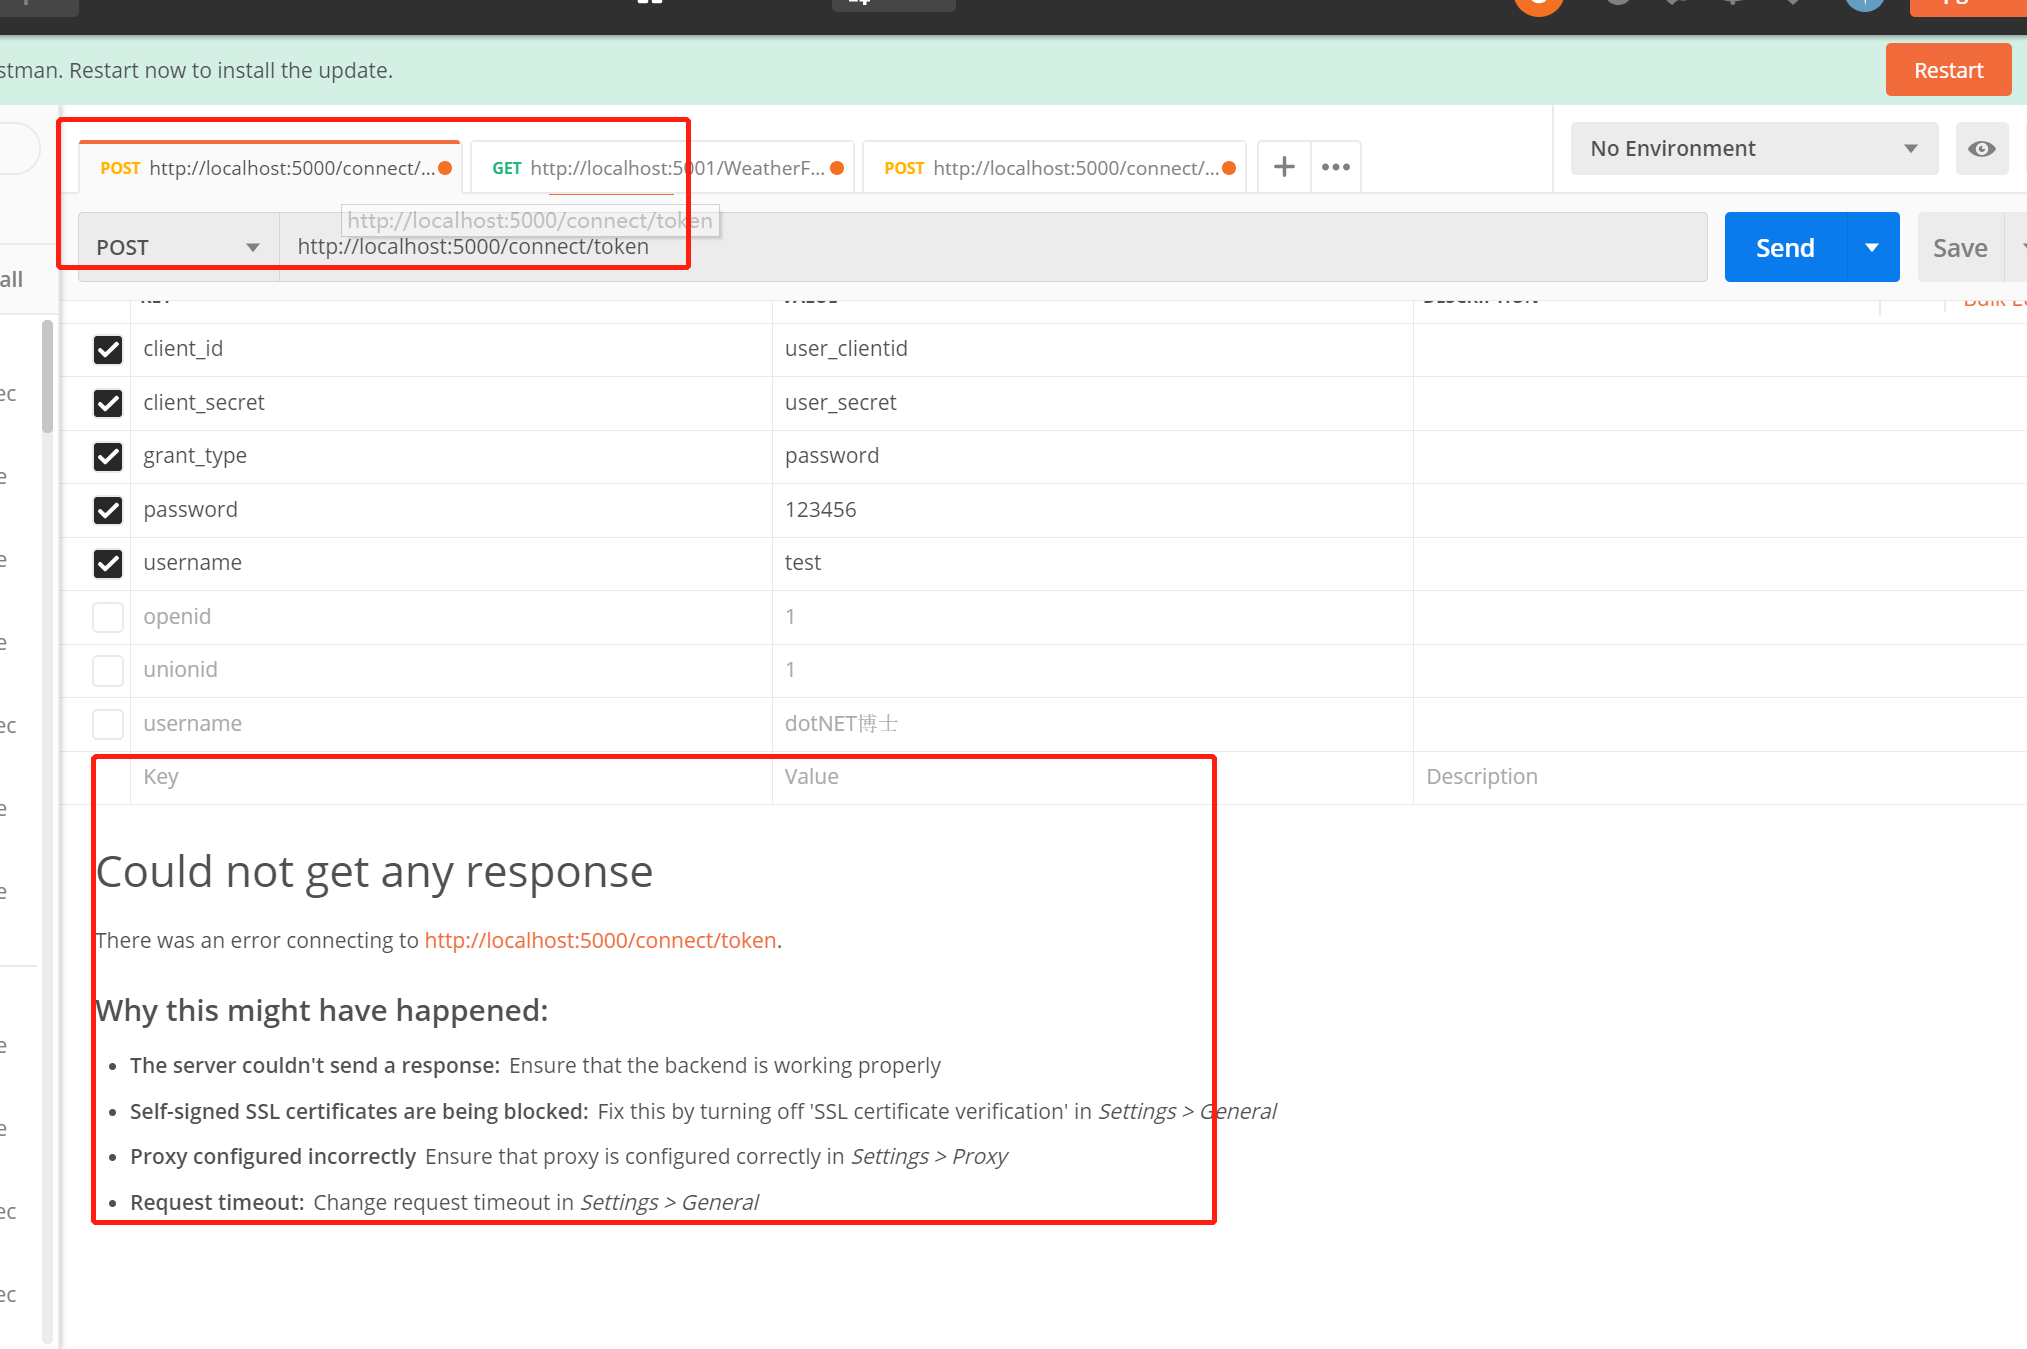 stman. Restart now to install the update.
Restart
POST http://localhost:5000/connect/...
GET http://localhost:5001/WeatherF...
POST http://localhost:5000/connect/...
No Environment
http://localhost:5000/connect/token
POST
http://localhost:5000/connect/token
Send
Save
all
client_id user_clientid
client_secret user_secret
grant_type password
password 123456
username test
openid 1
unionid 1
username dotNET博士
Key Value Description
Could not get any response
There was an error connecting to http://localhost:5000/connect/token.
Why this might have happened:
• The server couldn't send a response: Ensure that the backend is working properly
• Self-signed SSL certificates are being blocked: Fix this by turning off 'SSL certificate verification' in Settings > General
• Proxy configured incorrectly Ensure that proxy is configured correctly in Settings > Proxy
• Request timeout: Change request timeout in Settings > General